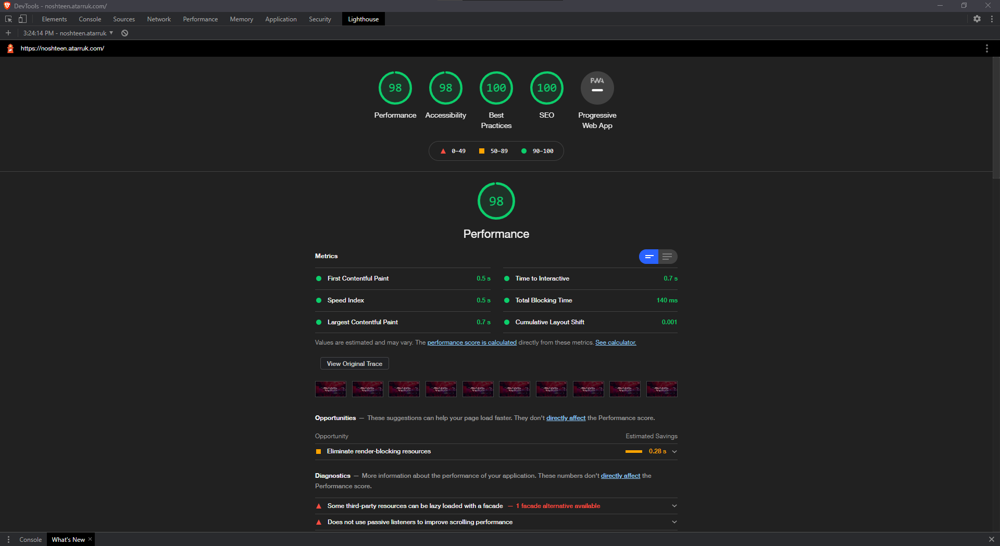 DevTools - noshteen.atarruk.com/
Elements Console Sources Network Performance Memory Application Security Lighthouse
3:24:14 PM - noshteen.atarruk
https://noshteen.atarruk.com/
98 98 100 100 PWA
Performance Accessibility Best Practices SEO Progressive Web App
0–49 50–89 90–100
98
Performance
Metrics
First Contentful Paint 0.5 s Time to Interactive 0.7 s
Speed Index 0.5 s Total Blocking Time 140 ms
Largest Contentful Paint 0.7 s Cumulative Layout Shift 0.001
Values are estimated and may vary. The performance score is calculated directly from these metrics. See calculator.
View Original Trace
Opportunities — These suggestions can help your page load faster. They don't directly affect the Performance score.
Opportunity Estimated Savings
Eliminate render-blocking resources 0.28 s
Diagnostics — More information about the performance of your application. These numbers don't directly affect the
Performance score.
Some third-party resources can be lazy loaded with a facade — 1 facade alternative available
Does not use passive listeners to improve scrolling performance
Console What's New